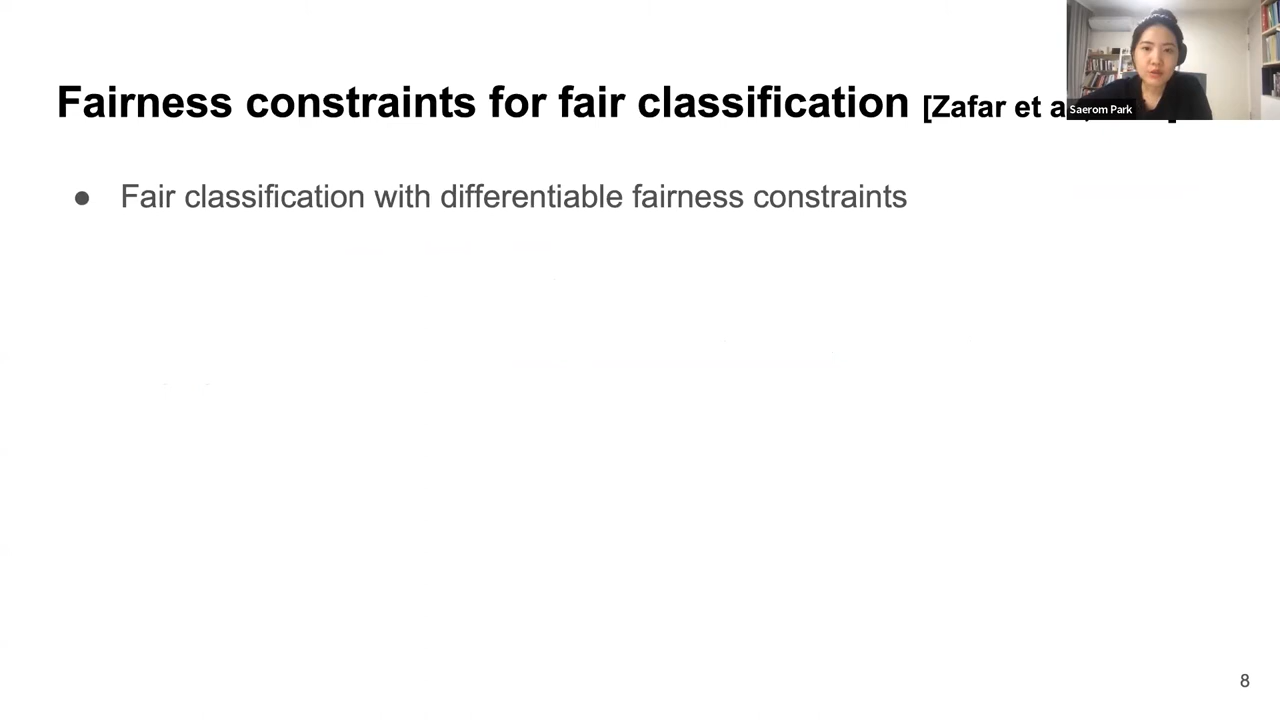 Fairness constraints for fair classification [Zafar et a
Saerom Park
● Fair classification with differentiable fairness constraints
8